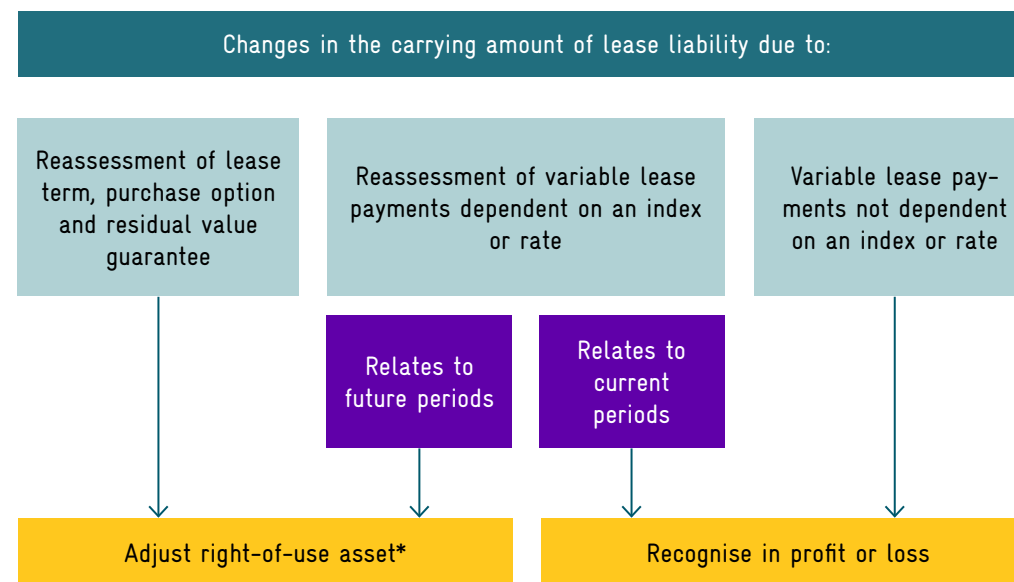 Changes in the carrying amount of lease liability due to:
Reassessment of lease
term, purchase option
and residual value
guarantee
Reassessment of variable lease
payments dependent on an index
or rate
Variable lease pay-
ments not dependent
on an index or rate
Relates to
future periods
Relates to
current
periods
Adjust right-of-use asset*
Recognise in profit or loss